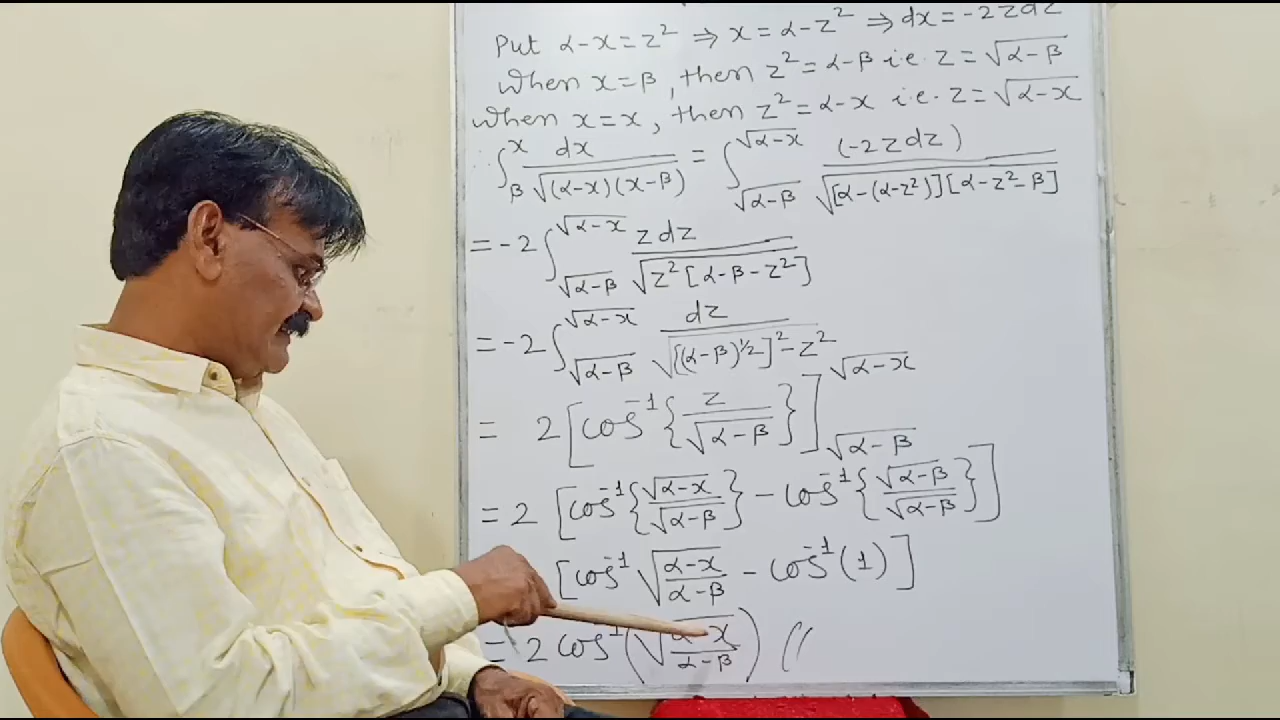 Put α-x=z² ⇒ x=α-z² ⇒ dx=-2zdz
When x=β, then z²=α-β i.e. z=√(α-β)
When x=x, then z²=α-x i.e. z=√(α-x)
∴ ∫_β^x dx/√((α-x)(x-β)) = ∫_√(α-β)^√(α-x) (-2zdz)/√([α-(α-z²)][α-z²-β])
= -2 ∫_√(α-β)^√(α-x) zdz/√(z²[α-β-z²])
= -2 ∫_√(α-β)^√(α-x) dz/√([(α-β)^½]²-z²)
= 2[cos⁻¹{z/√(α-β)}]_√(α-β)^√(α-x)
= 2[cos⁻¹{√(α-x)/√(α-β)} - cos⁻¹{√(α-β)/√(α-β)}]
[cos⁻¹√((α-x)/(α-β)) - cos⁻¹(1)]
= 2cos⁻¹(√((α-x)/(α-β))) //